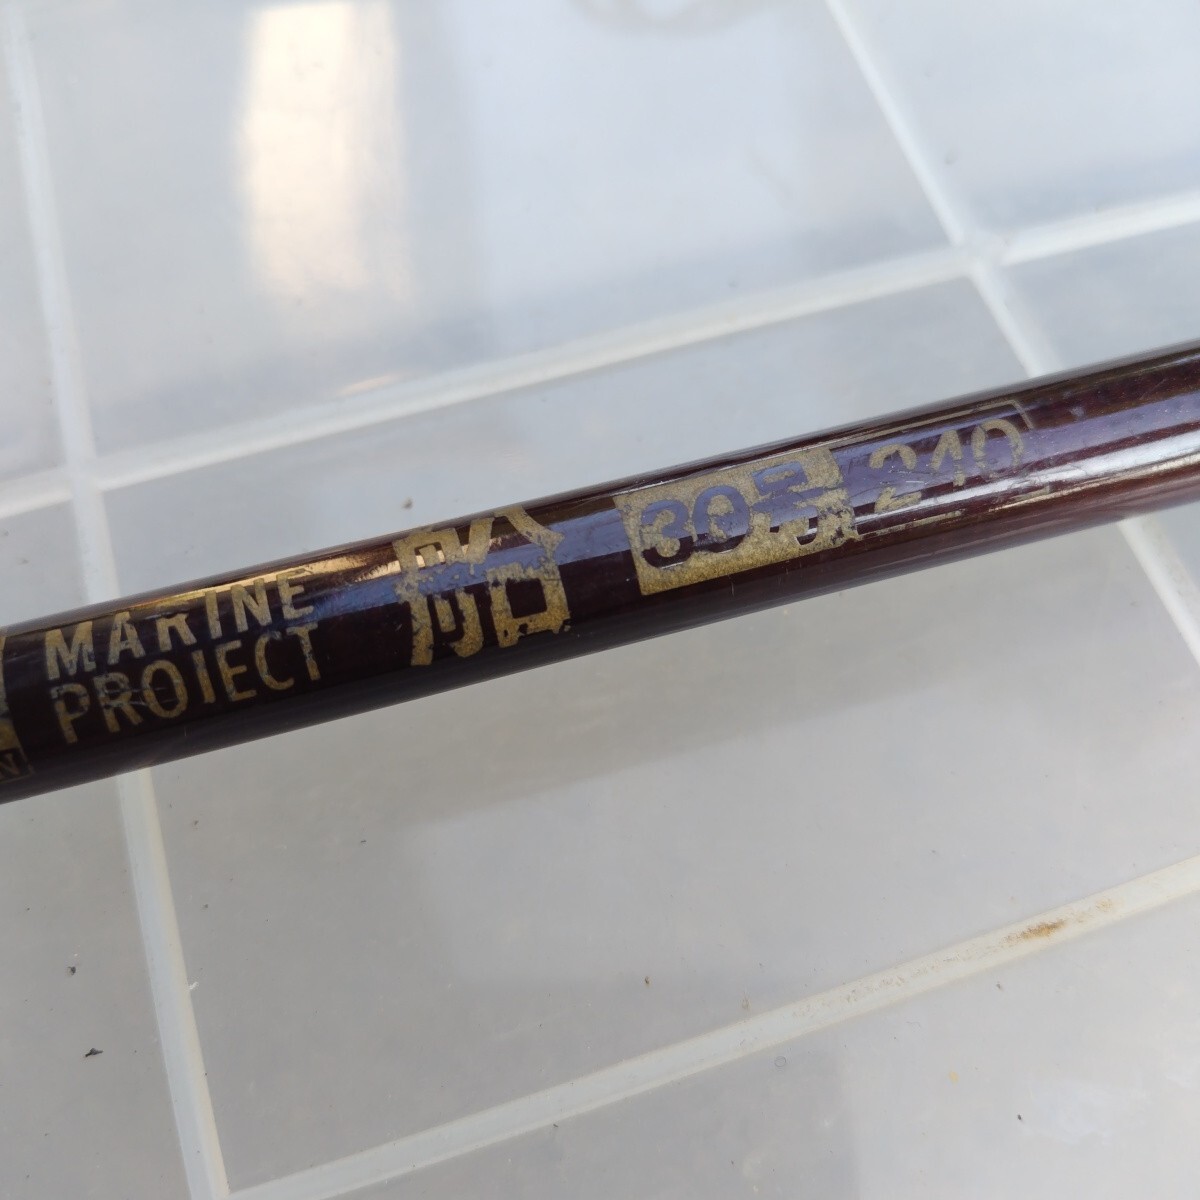 MARINE
PROJECT
船 30号 240
N